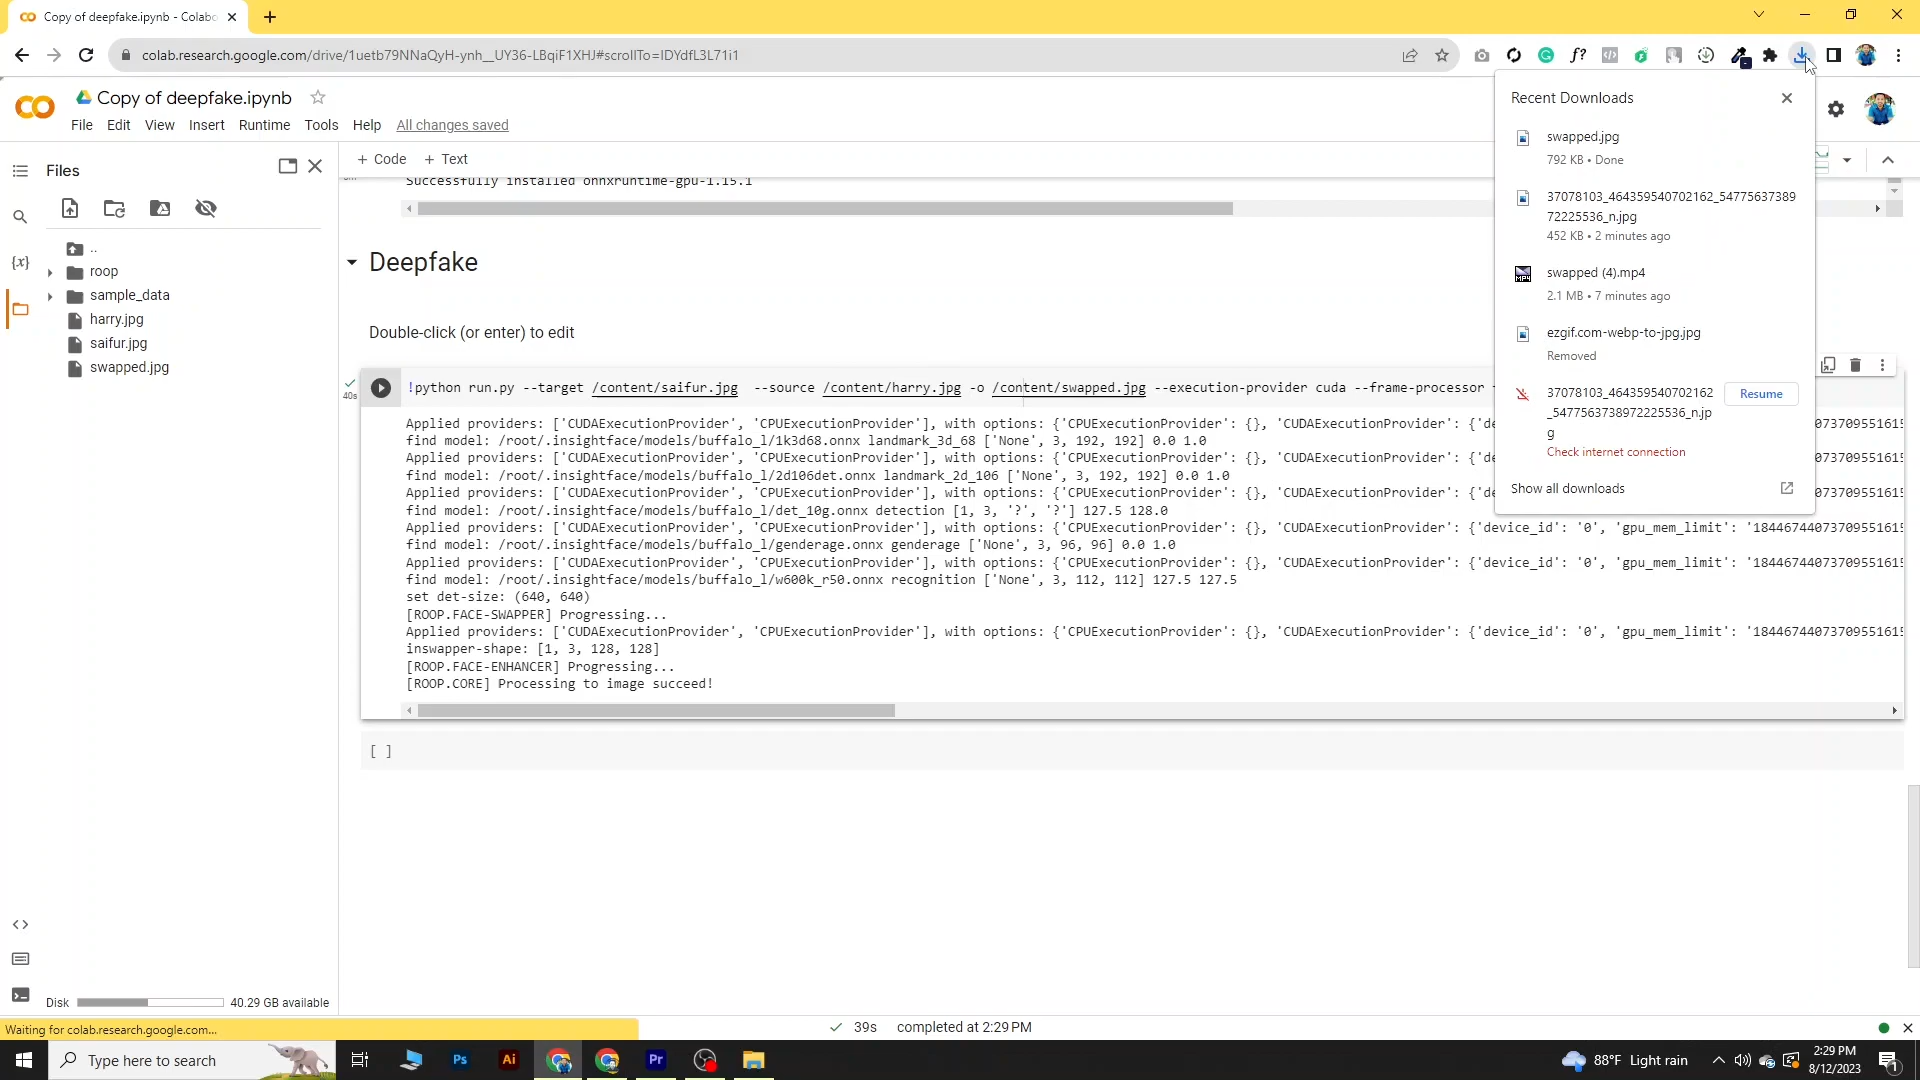 Copy of deepfake.ipynb - Colabo
colab.research.google.com/drive/1uetb79NNaQyH-ynh__UY36-LBqiF1XHJ#scrollTo=IDYdfL3L71i1
f?
Copy of deepfake.ipynb
File Edit View Insert Runtime Tools Help All changes saved
Files
+ Code + Text
..
roop
sample_data
harry.jpg
saifur.jpg
swapped.jpg
{x}
Disk 40.29 GB available
Successfully installed onnxruntime-gpu-1.15.1
Deepfake
Double-click (or enter) to edit
40s
!python run.py --target /content/saifur.jpg --source /content/harry.jpg -o /content/swapped.jpg --execution-provider cuda --frame-processor
Applied providers: ['CUDAExecutionProvider', 'CPUExecutionProvider'], with options: {'CPUExecutionProvider': {}, 'CUDAExecutionProvider': {'de 073709551615
find model: /root/.insightface/models/buffalo_l/1k3d68.onnx landmark_3d_68 ['None', 3, 192, 192] 0.0 1.0
Applied providers: ['CUDAExecutionProvider', 'CPUExecutionProvider'], with options: {'CPUExecutionProvider': {}, 'CUDAExecutionProvider': {'de 073709551615
find model: /root/.insightface/models/buffalo_l/2d106det.onnx landmark_2d_106 ['None', 3, 192, 192] 0.0 1.0
Applied providers: ['CUDAExecutionProvider', 'CPUExecutionProvider'], with options: {'CPUExecutionProvider': {}, 'CUDAExecutionProvider': {'de 073709551615
find model: /root/.insightface/models/buffalo_l/det_10g.onnx detection [1, 3, '?', '?'] 127.5 128.0
Applied providers: ['CUDAExecutionProvider', 'CPUExecutionProvider'], with options: {'CPUExecutionProvider': {}, 'CUDAExecutionProvider': {'device_id': '0', 'gpu_mem_limit': '18446744073709551615
find model: /root/.insightface/models/buffalo_l/genderage.onnx genderage ['None', 3, 96, 96] 0.0 1.0
Applied providers: ['CUDAExecutionProvider', 'CPUExecutionProvider'], with options: {'CPUExecutionProvider': {}, 'CUDAExecutionProvider': {'device_id': '0', 'gpu_mem_limit': '18446744073709551615
find model: /root/.insightface/models/buffalo_l/w600k_r50.onnx recognition ['None', 3, 112, 112] 127.5 127.5
set det-size: (640, 640)
[ROOP.FACE-SWAPPER] Progressing...
Applied providers: ['CUDAExecutionProvider', 'CPUExecutionProvider'], with options: {'CPUExecutionProvider': {}, 'CUDAExecutionProvider': {'device_id': '0', 'gpu_mem_limit': '18446744073709551615
inswapper-shape: [1, 3, 128, 128]
[ROOP.FACE-ENHANCER] Progressing...
[ROOP.CORE] Processing to image succeed!
[ ]
Recent Downloads
swapped.jpg
792 KB • Done
37078103_464359540702162_54775637389
72225536_n.jpg
452 KB • 2 minutes ago
MP4
swapped (4).mp4
2.1 MB • 7 minutes ago
ezgif.com-webp-to-jpg.jpg
Removed
37078103_464359540702162
_5477563738972225536_n.jp
g
Resume
Check internet connection
Show all downloads
Waiting for colab.research.google.com...
39s completed at 2:29 PM
Type here to search
Ps
Ai
Pr
88°F Light rain
2:29 PM
8/12/2023
1